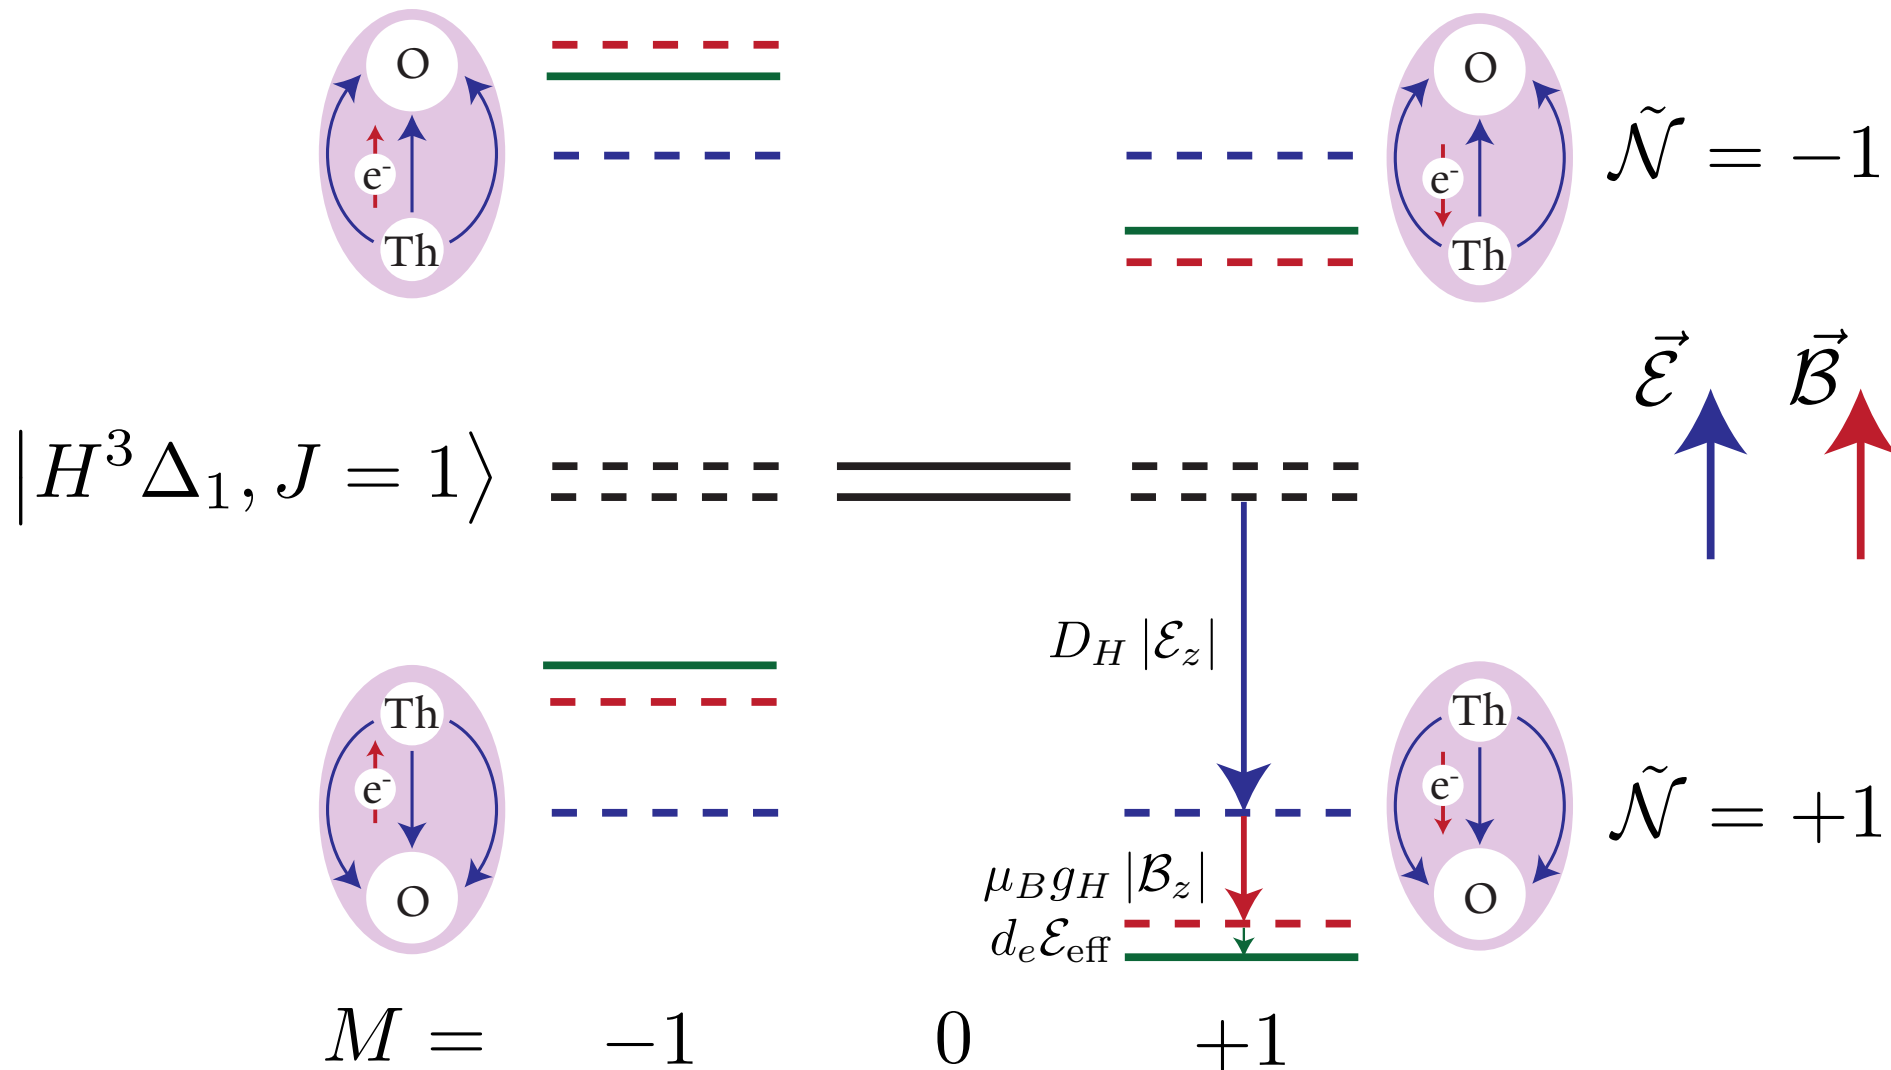 O
e⁻
Th
O
e⁻
Th
𝒩̃ = −1
ℰ⃗
ℬ⃗
|H³Δ₁, J = 1⟩
D_H |ℰ_z|
Th
e⁻
O
Th
e⁻
O
𝒩̃ = +1
μ_B g_H |ℬ_z|
d_e ℰ_eff
M = −1 0 +1